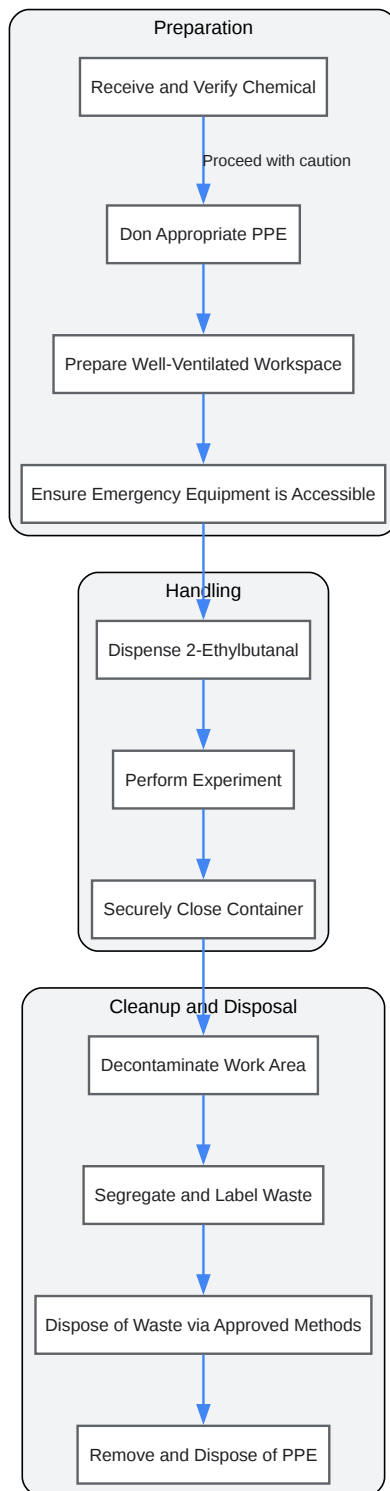 Preparation
Receive and Verify Chemical
Proceed with caution
Don Appropriate PPE
Prepare Well-Ventilated Workspace
Ensure Emergency Equipment is Accessible
Handling
Dispense 2-Ethylbutanal
Perform Experiment
Securely Close Container
Cleanup and Disposal
Decontaminate Work Area
Segregate and Label Waste
Dispose of Waste via Approved Methods
Remove and Dispose of PPE